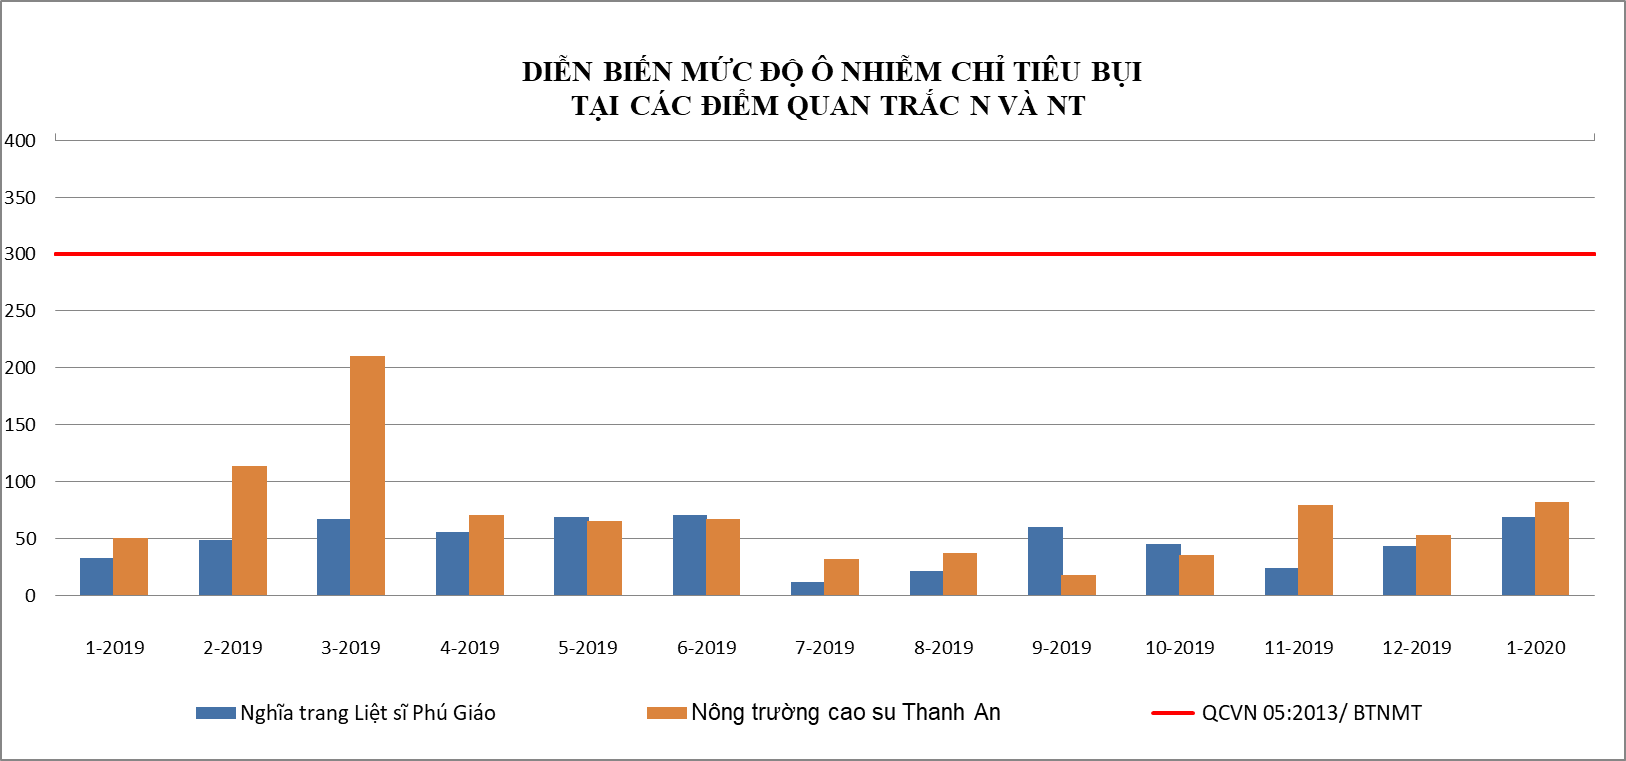 DIỄN BIẾN MỨC ĐỘ Ô NHIỄM CHỈ TIÊU BỤI
TẠI CÁC ĐIỂM QUAN TRẮC N VÀ NT
400
350
300
250
200
150
100
50
0
1-2019 2-2019 3-2019 4-2019 5-2019 6-2019 7-2019 8-2019 9-2019 10-2019 11-2019 12-2019 1-2020
Nghĩa trang Liệt sĩ Phú Giáo Nông trường cao su Thanh An QCVN 05:2013/ BTNMT